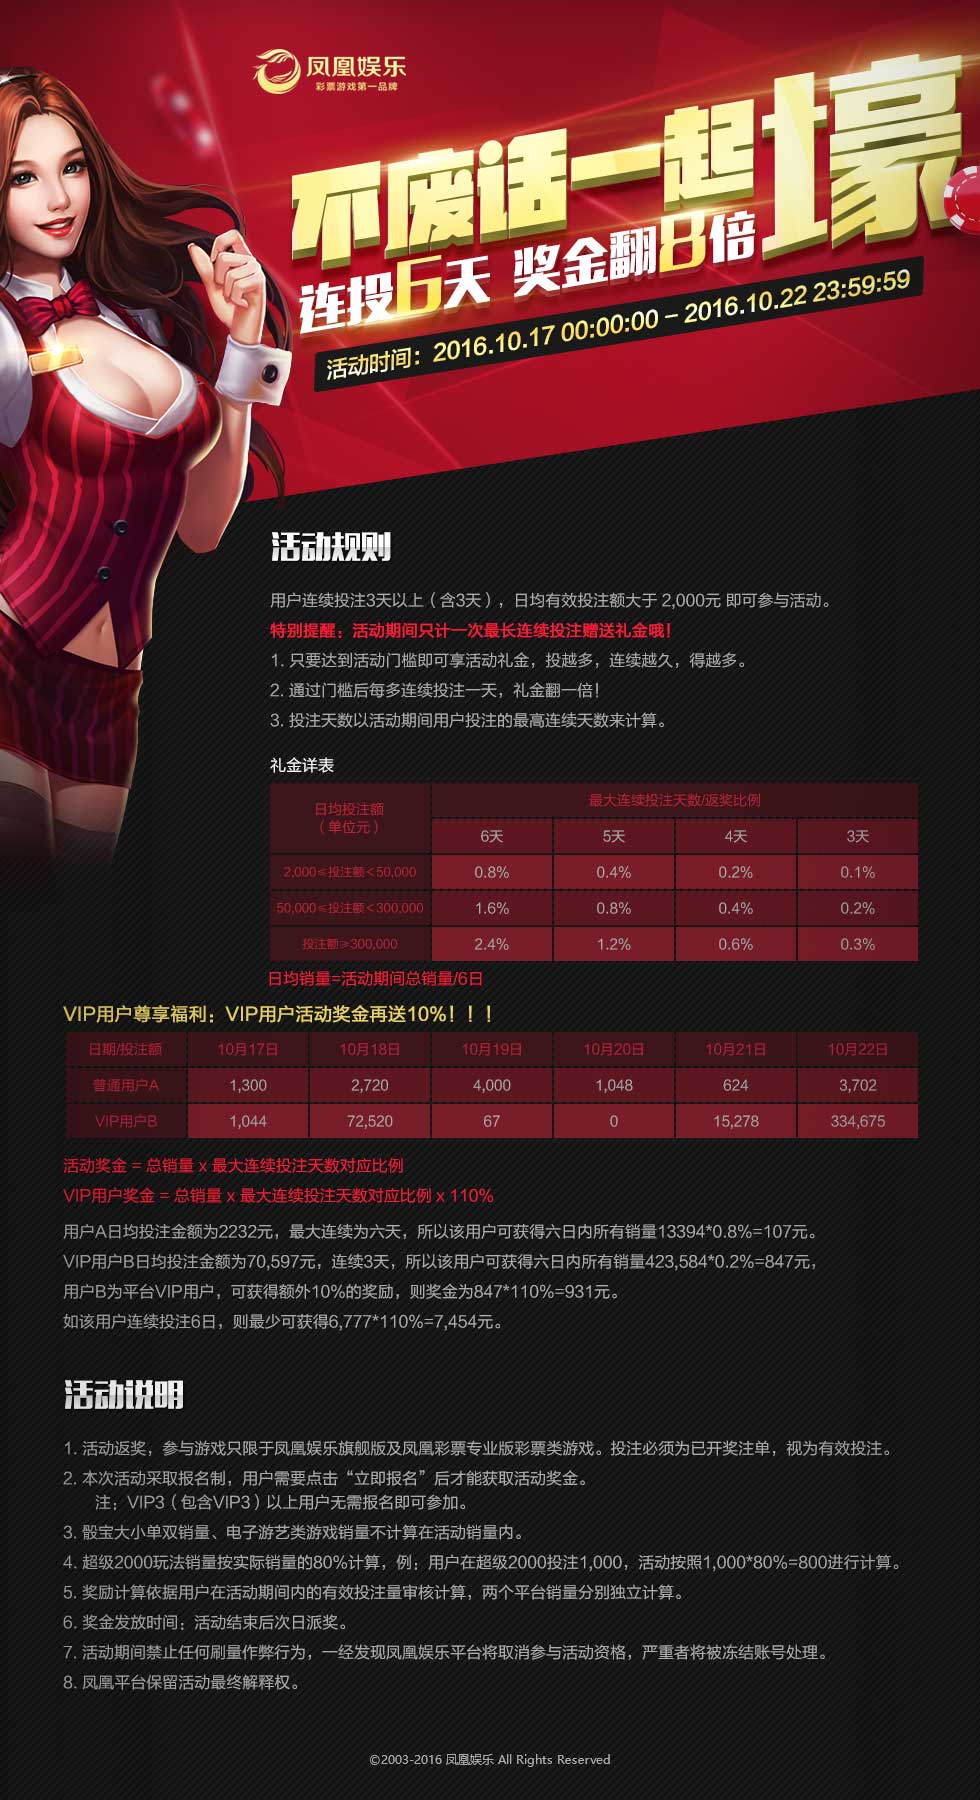 凤凰娱乐
彩票游戏第一品牌
不废话一起壕
连投6天 奖金翻8倍
活动时间：2016.10.17 00:00:00 – 2016.10.22 23:59:59
活动规则
用户连续投注3天以上（含3天），日均有效投注额大于 2,000元 即可参与活动。
特别提醒：活动期间只计一次最长连续投注赠送礼金哦！
1. 只要达到活动门槛即可享活动礼金，投越多，连续越久，得越多。
2. 通过门槛后每多连续投注一天，礼金翻一倍！
3. 投注天数以活动期间用户投注的最高连续天数来计算。
礼金详表
日均投注额
（单位元）
最大连续投注天数/返奖比例
6天 5天 4天 3天
2,000≤投注额＜50,000 0.8% 0.4% 0.2% 0.1%
50,000≤投注额＜300,000 1.6% 0.8% 0.4% 0.2%
投注额≥300,000 2.4% 1.2% 0.6% 0.3%
日均销量=活动期间总销量/6日
VIP用户尊享福利：VIP用户活动奖金再送10%！！！
日期/投注额 10月17日 10月18日 10月19日 10月20日 10月21日 10月22日
普通用户A 1,300 2,720 4,000 1,048 624 3,702
VIP用户B 1,044 72,520 67 0 15,278 334,675
活动奖金 = 总销量 x 最大连续投注天数对应比例
VIP用户奖金 = 总销量 x 最大连续投注天数对应比例 x 110%
用户A日均投注金额为2232元，最大连续为六天，所以该用户可获得六日内所有销量13394*0.8%=107元。
VIP用户B日均投注金额为70,597元，连续3天，所以该用户可获得六日内所有销量423,584*0.2%=847元，
用户B为平台VIP用户，可获得额外10%的奖励，则奖金为847*110%=931元。
如该用户连续投注6日，则最少可获得6,777*110%=7,454元。
活动说明
1. 活动返奖，参与游戏只限于凤凰娱乐旗舰版及凤凰彩票专业版彩票类游戏。投注必须为已开奖注单，视为有效投注。
2. 本次活动采取报名制，用户需要点击“立即报名”后才能获取活动奖金。
注：VIP3（包含VIP3）以上用户无需报名即可参加。
3. 骰宝大小单双销量、电子游艺类游戏销量不计算在活动销量内。
4. 超级2000玩法销量按实际销量的80%计算，例：用户在超级2000投注1,000，活动按照1,000*80%=800进行计算。
5. 奖励计算依据用户在活动期间内的有效投注量审核计算，两个平台销量分别独立计算。
6. 奖金发放时间：活动结束后次日派奖。
7. 活动期间禁止任何刷量作弊行为，一经发现凤凰娱乐平台将取消参与活动资格，严重者将被冻结账号处理。
8. 凤凰平台保留活动最终解释权。
©2003-2016 凤凰娱乐 All Rights Reserved